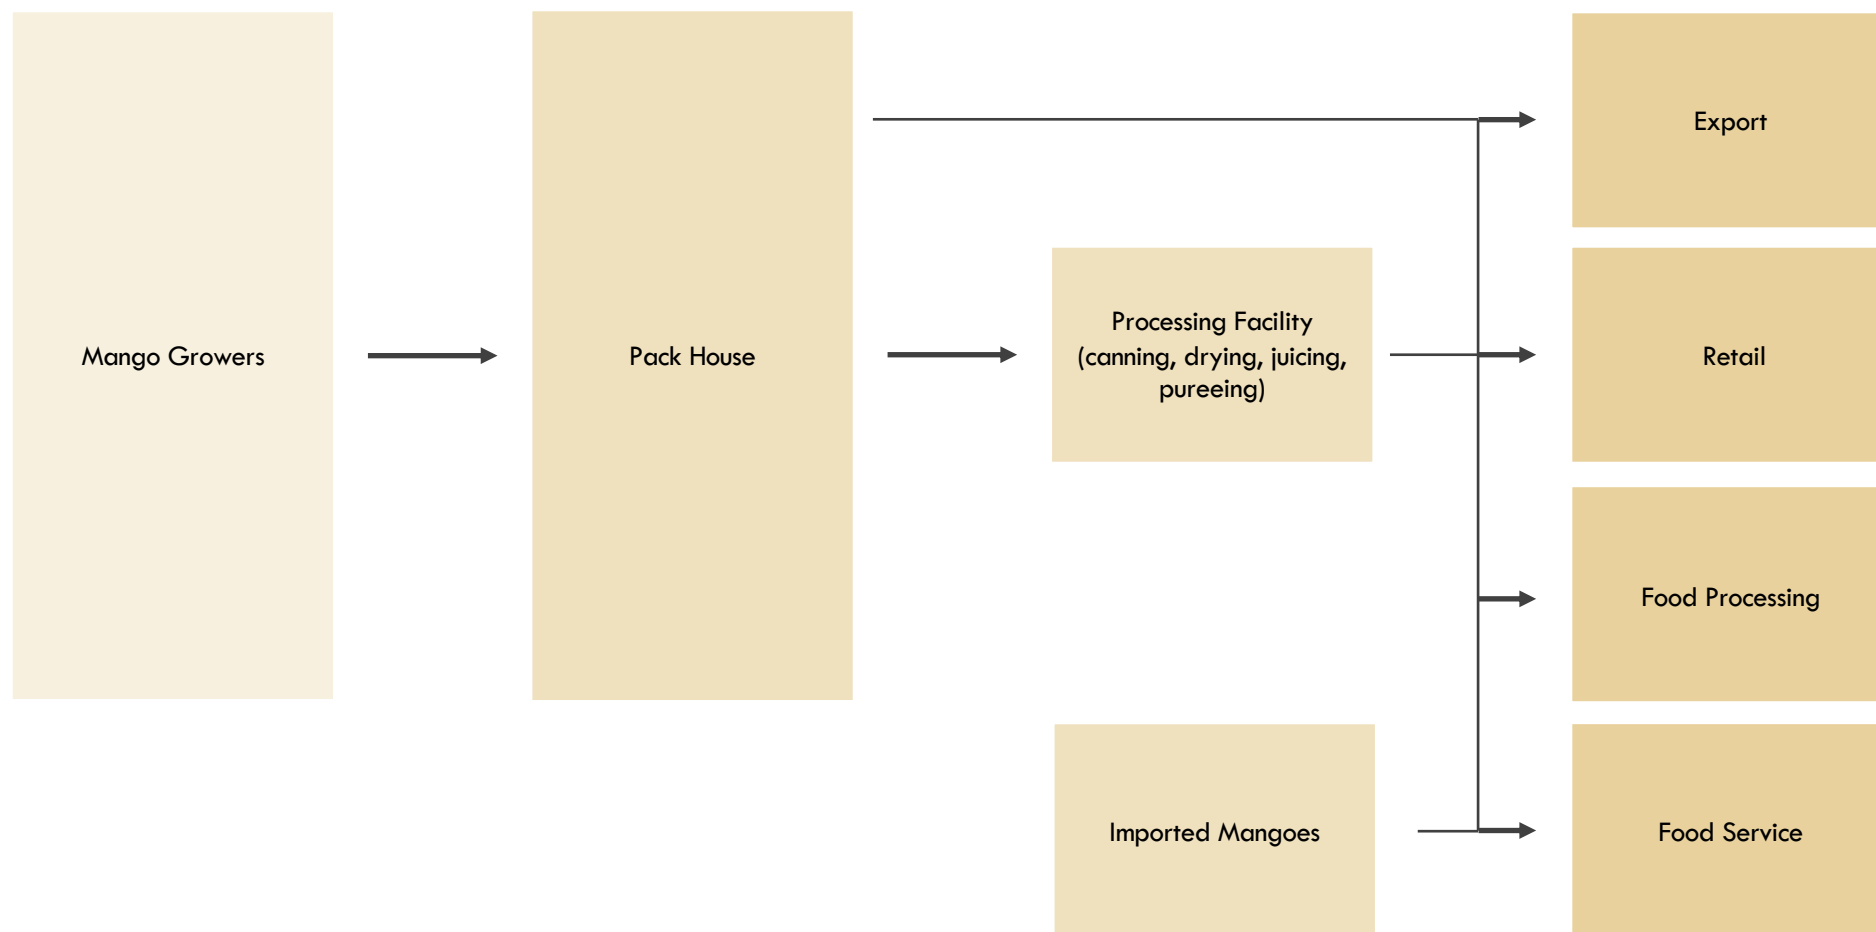 Mango Growers
Pack House
Processing Facility
(canning, drying, juicing,
pureeing)
Imported Mangoes
Export
Retail
Food Processing
Food Service